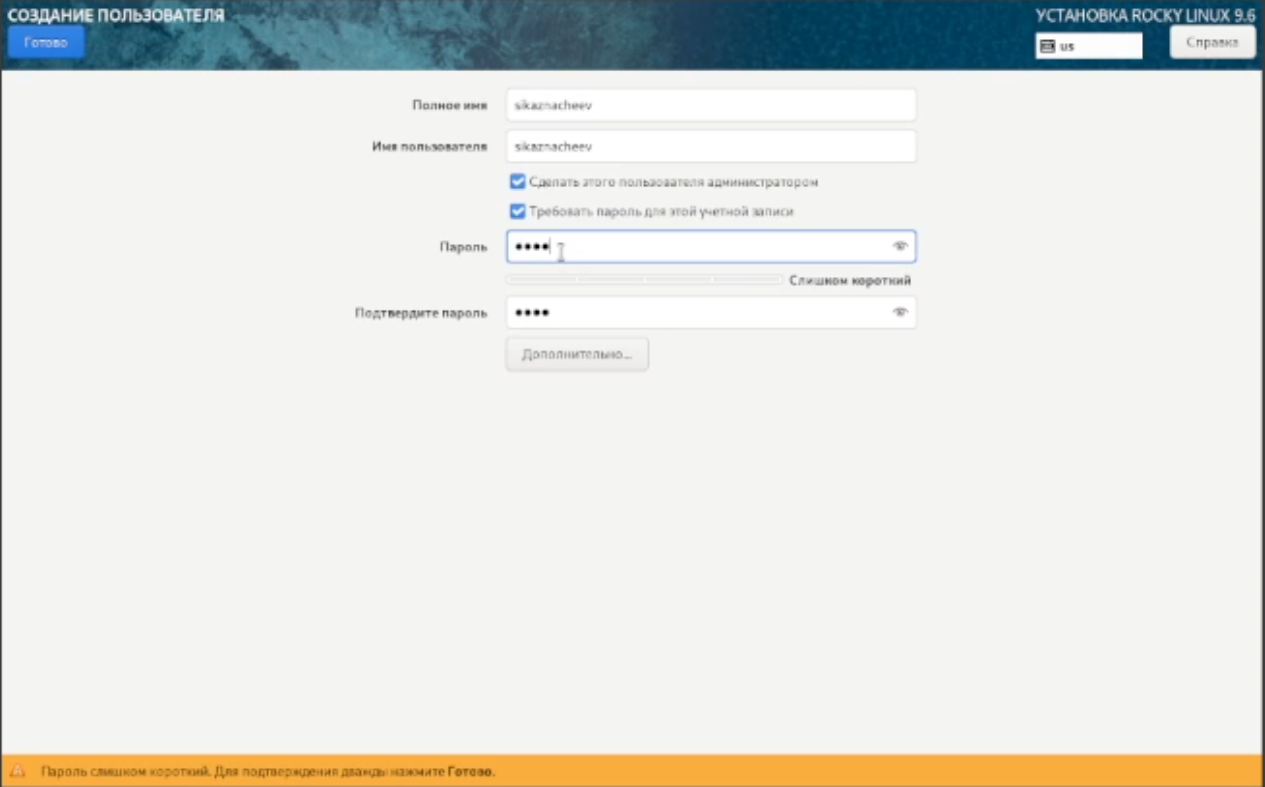 СОЗДАНИЕ ПОЛЬЗОВАТЕЛЯ
УСТАНОВКА ROCKY LINUX 9.6
Готово
us
Справка
Полное имя
sikaznacheev
Имя пользователя
sikaznacheev
Сделать этого пользователя администратором
Требовать пароль для этой учетной записи
Пароль
••••
Слишком короткий
Подтвердите пароль
••••
Дополнительно...
Пароль слишком короткий. Для подтверждения дважды нажмите Готово.